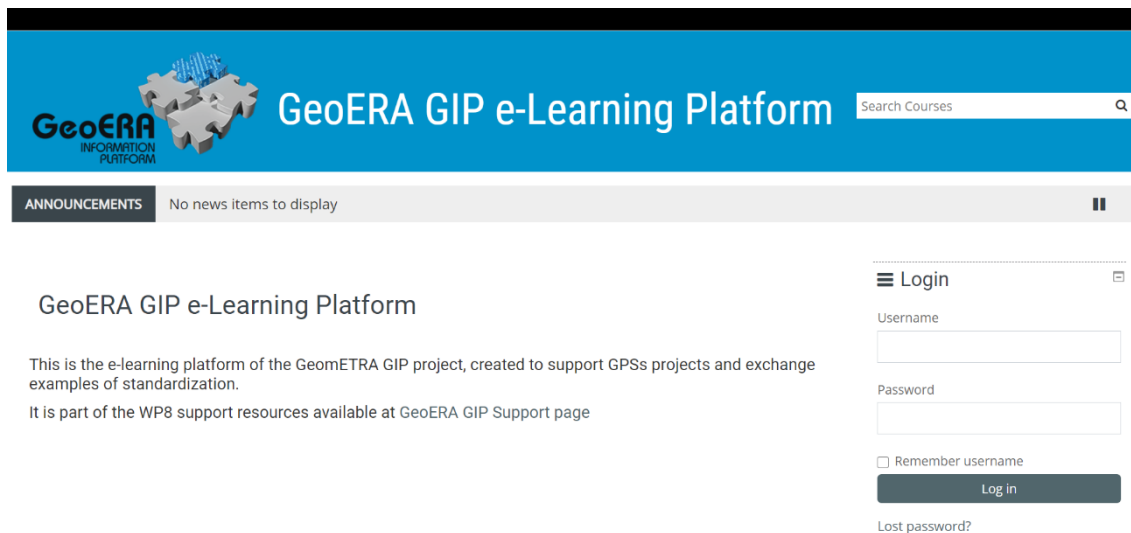 GeoERA
INFORMATION
PLATFORM
GeoERA GIP e-Learning Platform
Search Courses
ANNOUNCEMENTS No news items to display
GeoERA GIP e-Learning Platform
This is the e-learning platform of the GeomETRA GIP project, created to support GPSs projects and exchange
examples of standardization.
It is part of the WP8 support resources available at GeoERA GIP Support page
Login
Username
Password
Remember username
Log in
Lost password?